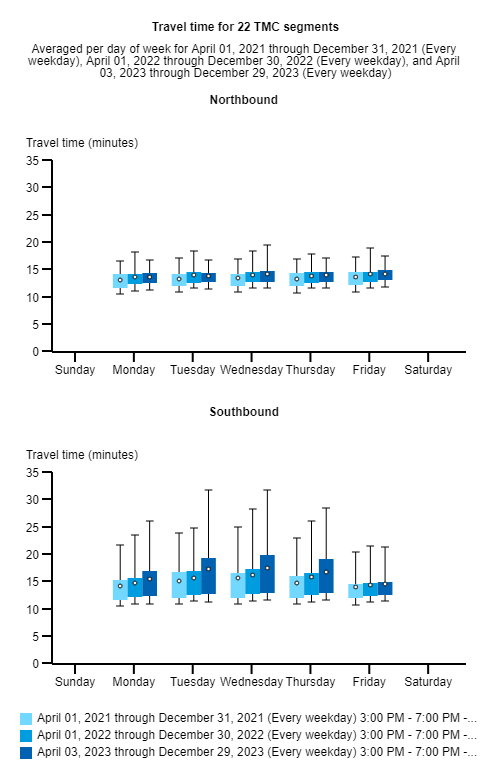 Travel time for 22 TMC segments
Averaged per day of week for April 01, 2021 through December 31, 2021 (Every
weekday), April 01, 2022 through December 30, 2022 (Every weekday), and April
03, 2023 through December 29, 2023 (Every weekday)
Northbound
Travel time (minutes)
35
30
25
20
15
10
5
0
Sunday Monday Tuesday Wednesday Thursday Friday Saturday
Southbound
Travel time (minutes)
35
30
25
20
15
10
5
0
Sunday Monday Tuesday Wednesday Thursday Friday Saturday
April 01, 2021 through December 31, 2021 (Every weekday) 3:00 PM - 7:00 PM -...
April 01, 2022 through December 30, 2022 (Every weekday) 3:00 PM - 7:00 PM -...
April 03, 2023 through December 29, 2023 (Every weekday) 3:00 PM - 7:00 PM -...